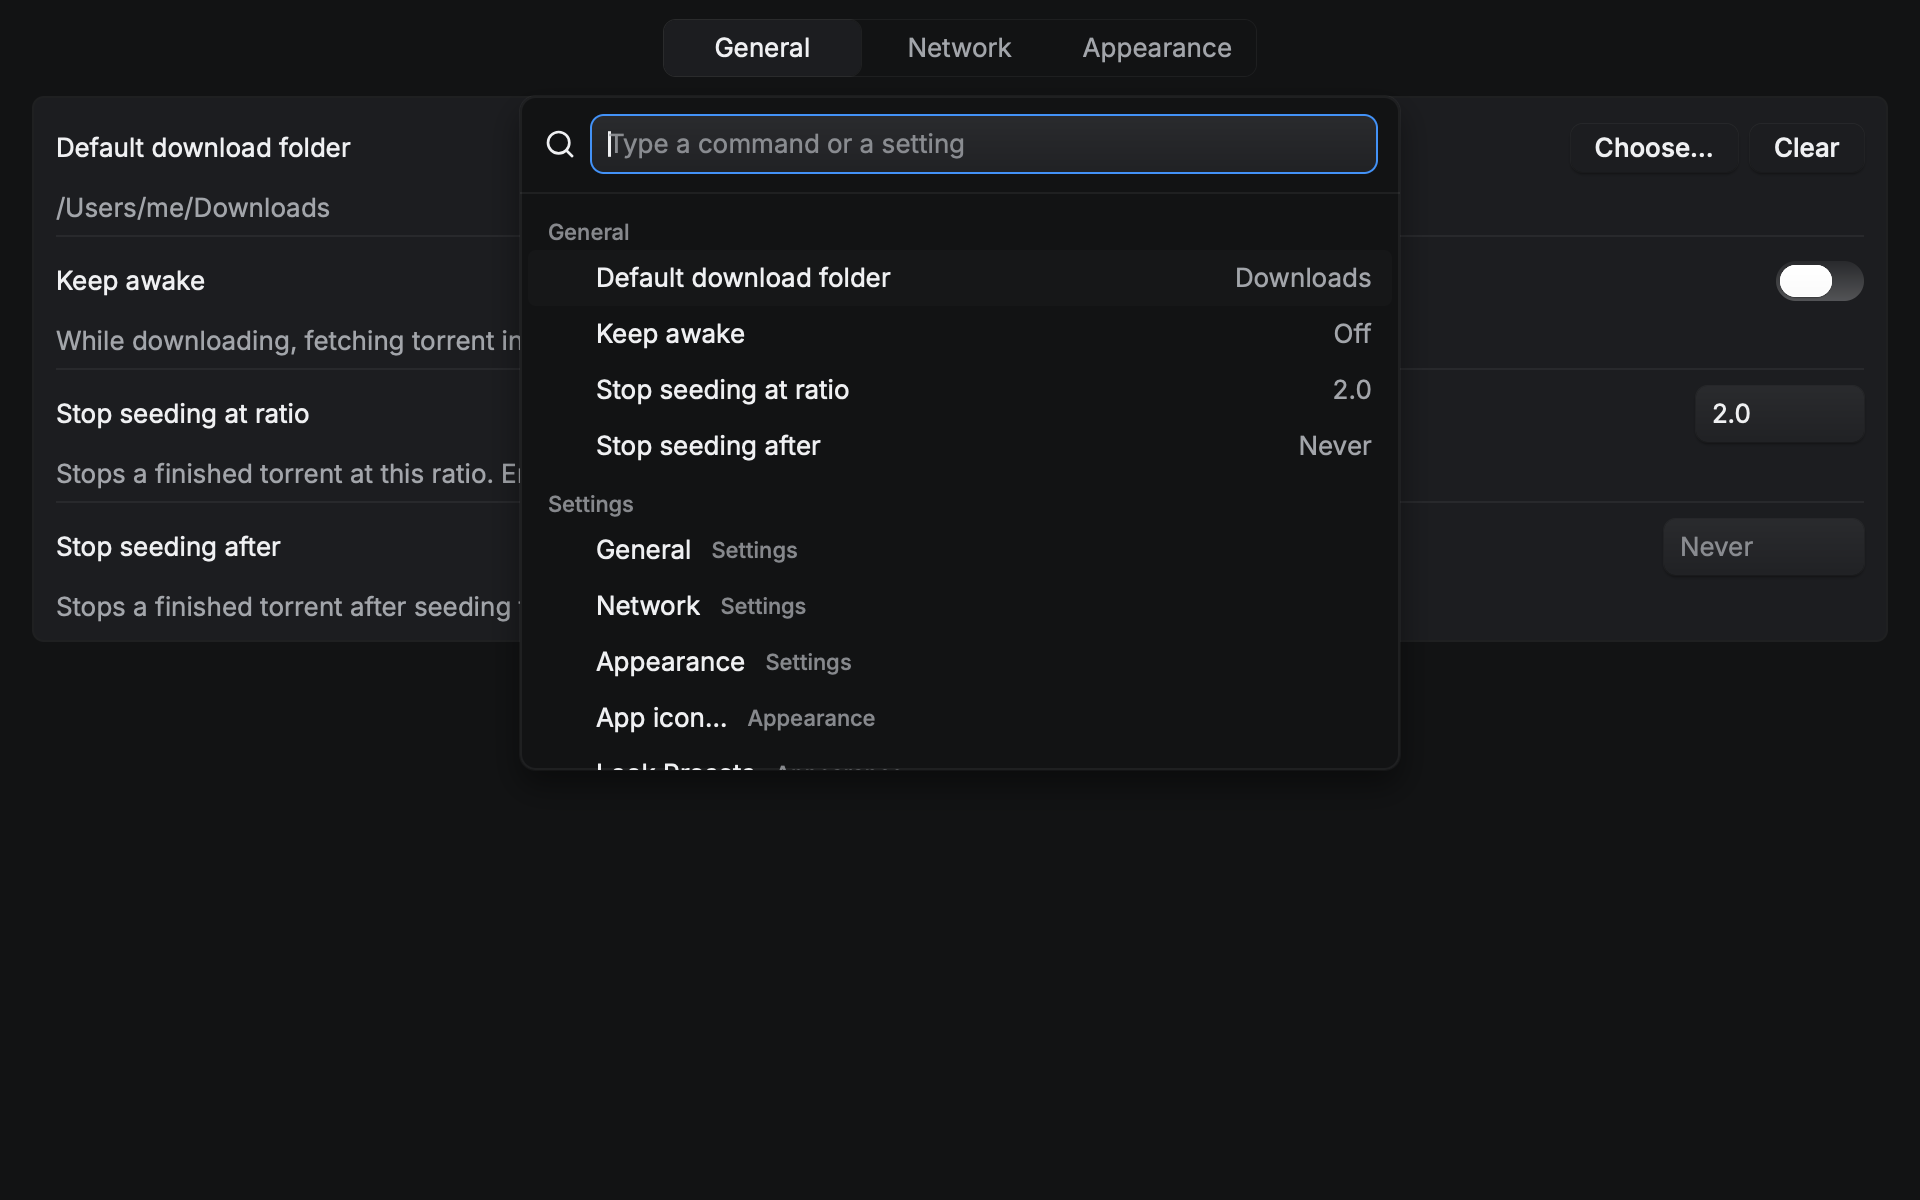 General Network Appearance
Default download folder
/Users/me/Downloads
Choose... Clear
Keep awake
While downloading, fetching torrent
Stop seeding at ratio
2.0
Stops a finished torrent at this ratio.
Stop seeding after
Never
Stops a finished torrent after seeding
Type a command or a setting
General
Default download folder Downloads
Keep awake Off
Stop seeding at ratio 2.0
Stop seeding after Never
Settings
General Settings
Network Settings
Appearance Settings
App icon... Appearance